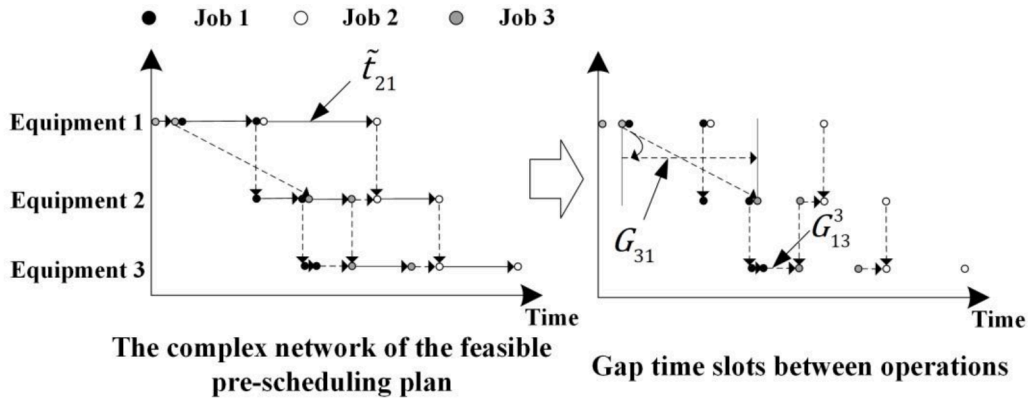 Job 1 Job 2 Job 3
t̃₂₁
Equipment 1
Equipment 2
Equipment 3
Time
The complex network of the feasible
pre-scheduling plan
G₃₁
G³₁₃
Time
Gap time slots between operations